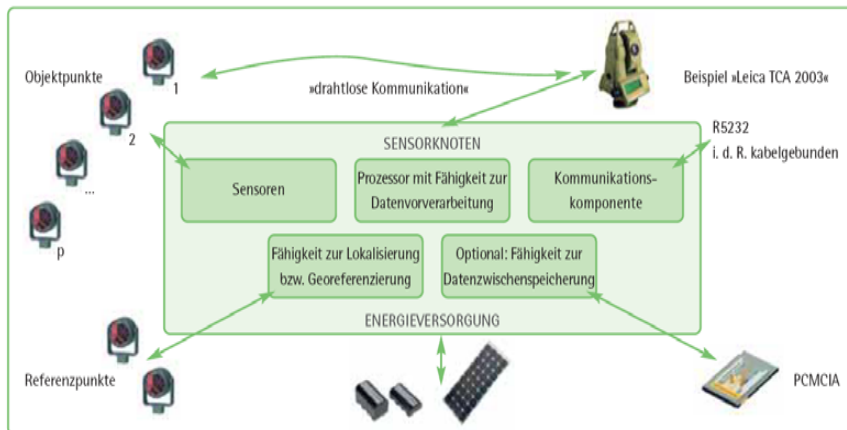 Objektpunkte
1
»drahtlose Kommunikation«
Beispiel »Leica TCA 2003«
2
...
p
SENSORKNOTEN
R5232
i. d. R. kabelgebunden
Sensoren
Prozessor mit Fähigkeit zur
Datenvorverarbeitung
Kommunikations-
komponente
Fähigkeit zur Lokalisierung
bzw. Georeferenzierung
Optional: Fähigkeit zur
Datenzwischenspeicherung
ENERGIEVERSORGUNG
Referenzpunkte
PCMCIA